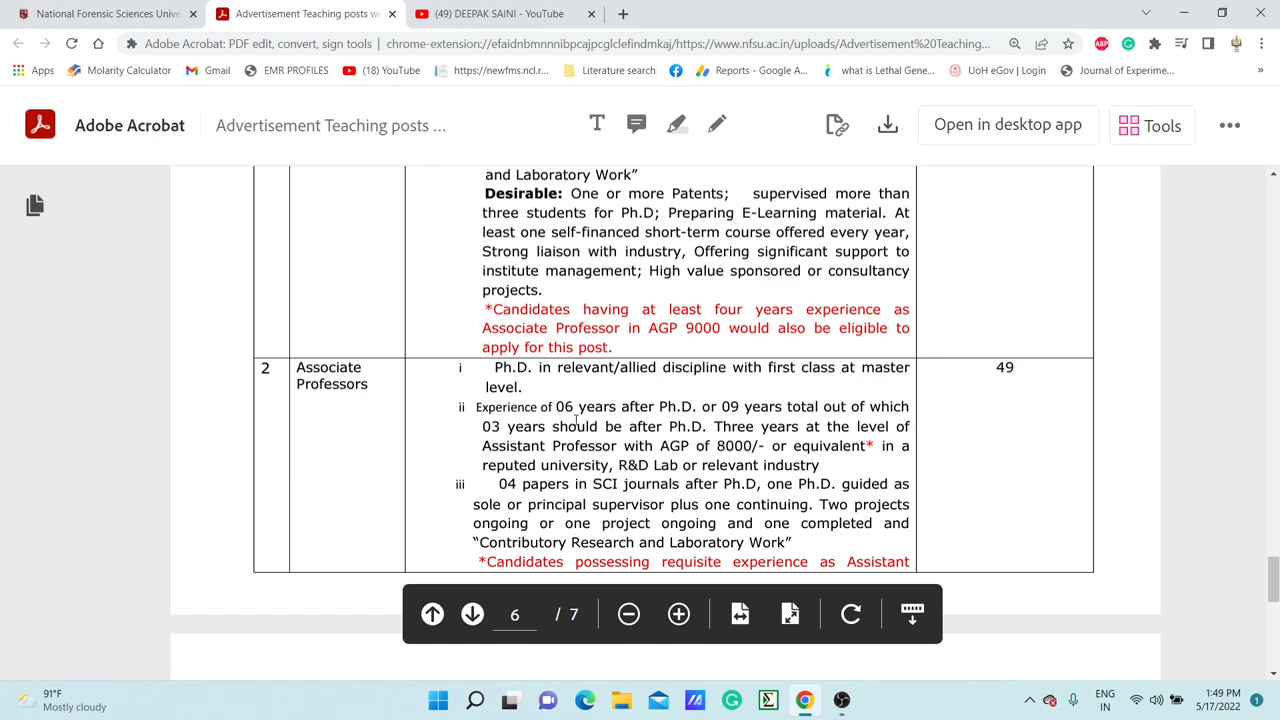 National Forensic Sciences Unive
Advertisement Teaching posts w
(49) DEEPAK SAINI - YouTube
Adobe Acrobat: PDF edit, convert, sign tools | chrome-extension://efaidnbmnnnibpcajpcglclefindmkaj/https://www.nfsu.ac.in/uploads/Advertisement%20Teaching...
Apps Molarity Calculator Gmail EMR PROFILES (18) YouTube https://newfms.ncl.r... Literature search Reports - Google A... what is Lethal Gene... UoH eGov | Login Journal of Experime... »
Adobe Acrobat Advertisement Teaching posts ... Open in desktop app Tools
and Laboratory Work”
Desirable: One or more Patents; supervised more than
three students for Ph.D; Preparing E-Learning material. At
least one self-financed short-term course offered every year,
Strong liaison with industry, Offering significant support to
institute management; High value sponsored or consultancy
projects.
*Candidates having at least four years experience as
Associate Professor in AGP 9000 would also be eligible to
apply for this post.
2 Associate Professors 49
i Ph.D. in relevant/allied discipline with first class at master
level.
ii Experience of 06 years after Ph.D. or 09 years total out of which
03 years should be after Ph.D. Three years at the level of
Assistant Professor with AGP of 8000/- or equivalent* in a
reputed university, R&D Lab or relevant industry
iii 04 papers in SCI journals after Ph.D, one Ph.D. guided as
sole or principal supervisor plus one continuing. Two projects
ongoing or one project ongoing and one completed and
“Contributory Research and Laboratory Work”
*Candidates possessing requisite experience as Assistant
6 / 7
91°F
Mostly cloudy
ENG
IN
1:49 PM
5/17/2022
1